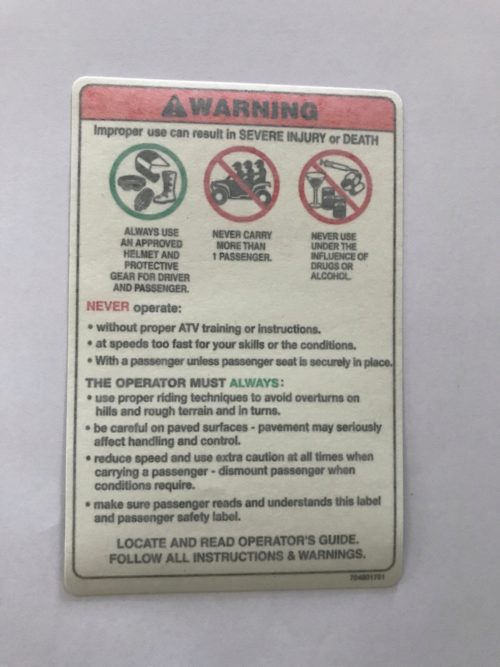 WARNING
Improper use can result in SEVERE INJURY or DEATH
ALWAYS USE
AN APPROVED
HELMET AND
PROTECTIVE
GEAR FOR DRIVER
AND PASSENGER.
NEVER CARRY
MORE THAN
1 PASSENGER.
NEVER USE
UNDER THE
INFLUENCE OF
DRUGS OR
ALCOHOL.
NEVER operate:
• without proper ATV training or instructions.
• at speeds too fast for your skills or the conditions.
• With a passenger unless passenger seat is securely in place.
THE OPERATOR MUST ALWAYS:
• use proper riding techniques to avoid overturns on
hills and rough terrain and in turns.
• be careful on paved surfaces - pavement may seriously
affect handling and control.
• reduce speed and use extra caution at all times when
carrying a passenger - dismount passenger when
conditions require.
• make sure passenger reads and understands this label
and passenger safety label.
LOCATE AND READ OPERATOR'S GUIDE.
FOLLOW ALL INSTRUCTIONS & WARNINGS.
704901701